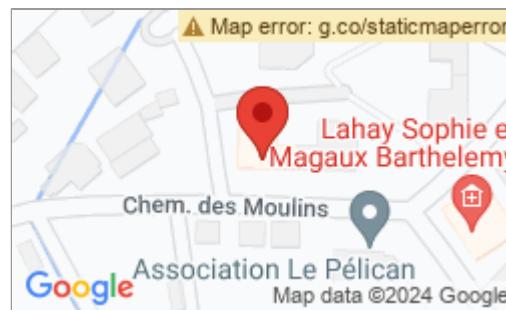 Map error: g.co/staticmaperror
Lahay Sophie e
Magaux Barthelemy
Chem. des Moulins
Association Le Pélican
Google
Map data ©2024 Google